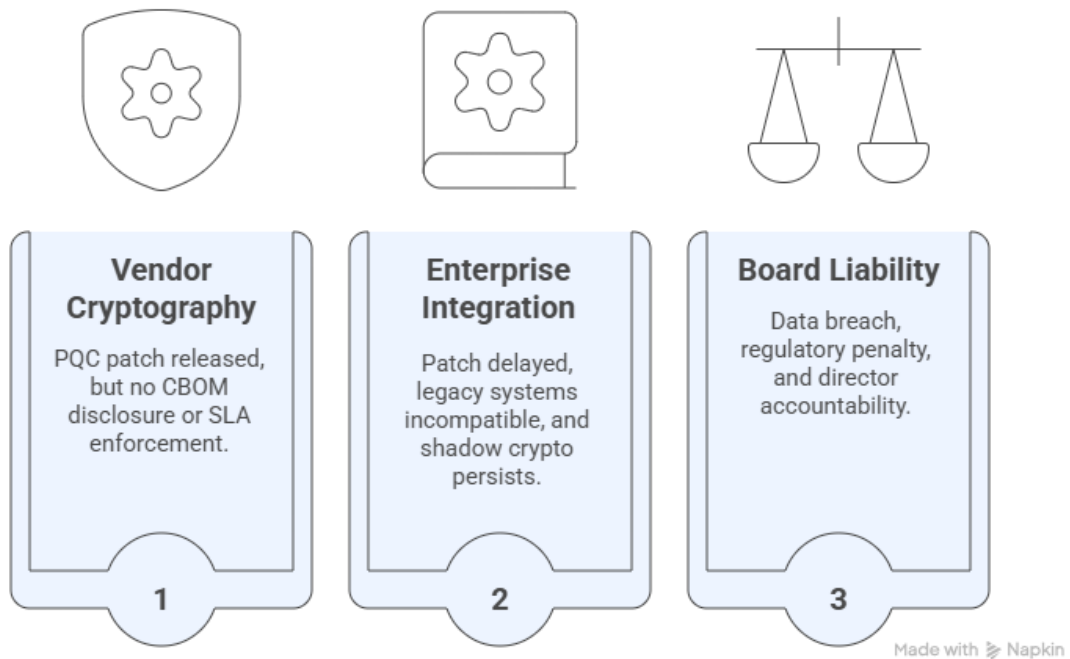 Vendor
Cryptography
PQC patch released,
but no CBOM
disclosure or SLA
enforcement.
1
Enterprise
Integration
Patch delayed,
legacy systems
incompatible, and
shadow crypto
persists.
2
Board Liability
Data breach,
regulatory penalty,
and director
accountability.
3
Made with Napkin